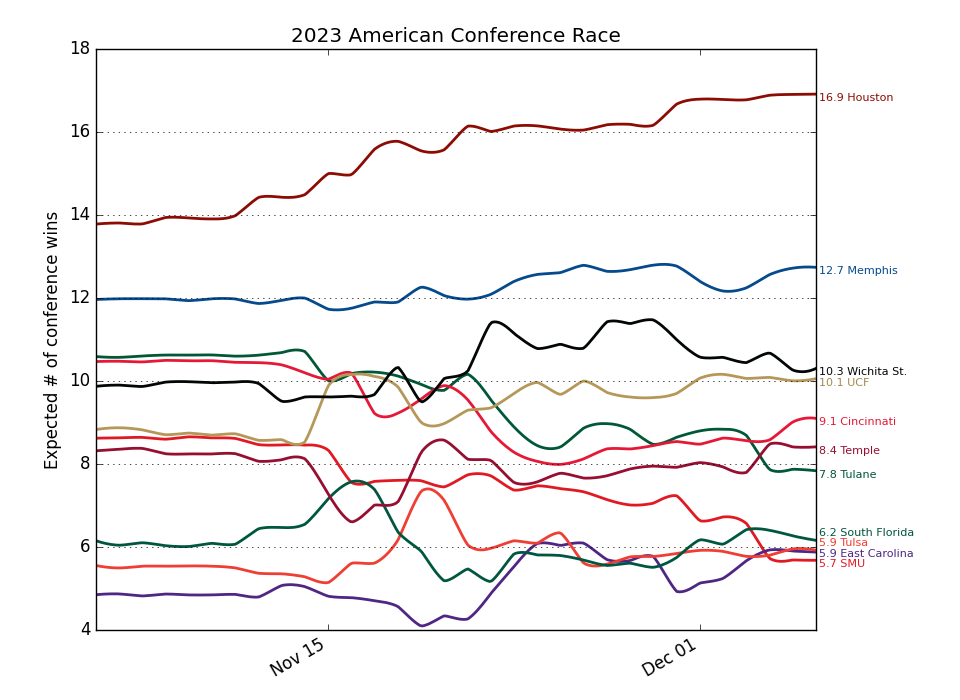 2023 American Conference Race
Expected # of conference wins
18
16
14
12
10
8
6
4
Nov 15
Dec 01
16.9 Houston
12.7 Memphis
10.3 Wichita St.
10.1 UCF
9.1 Cincinnati
8.4 Temple
7.8 Tulane
6.2 South Florida
5.9 Tulsa
5.9 East Carolina
5.7 SMU